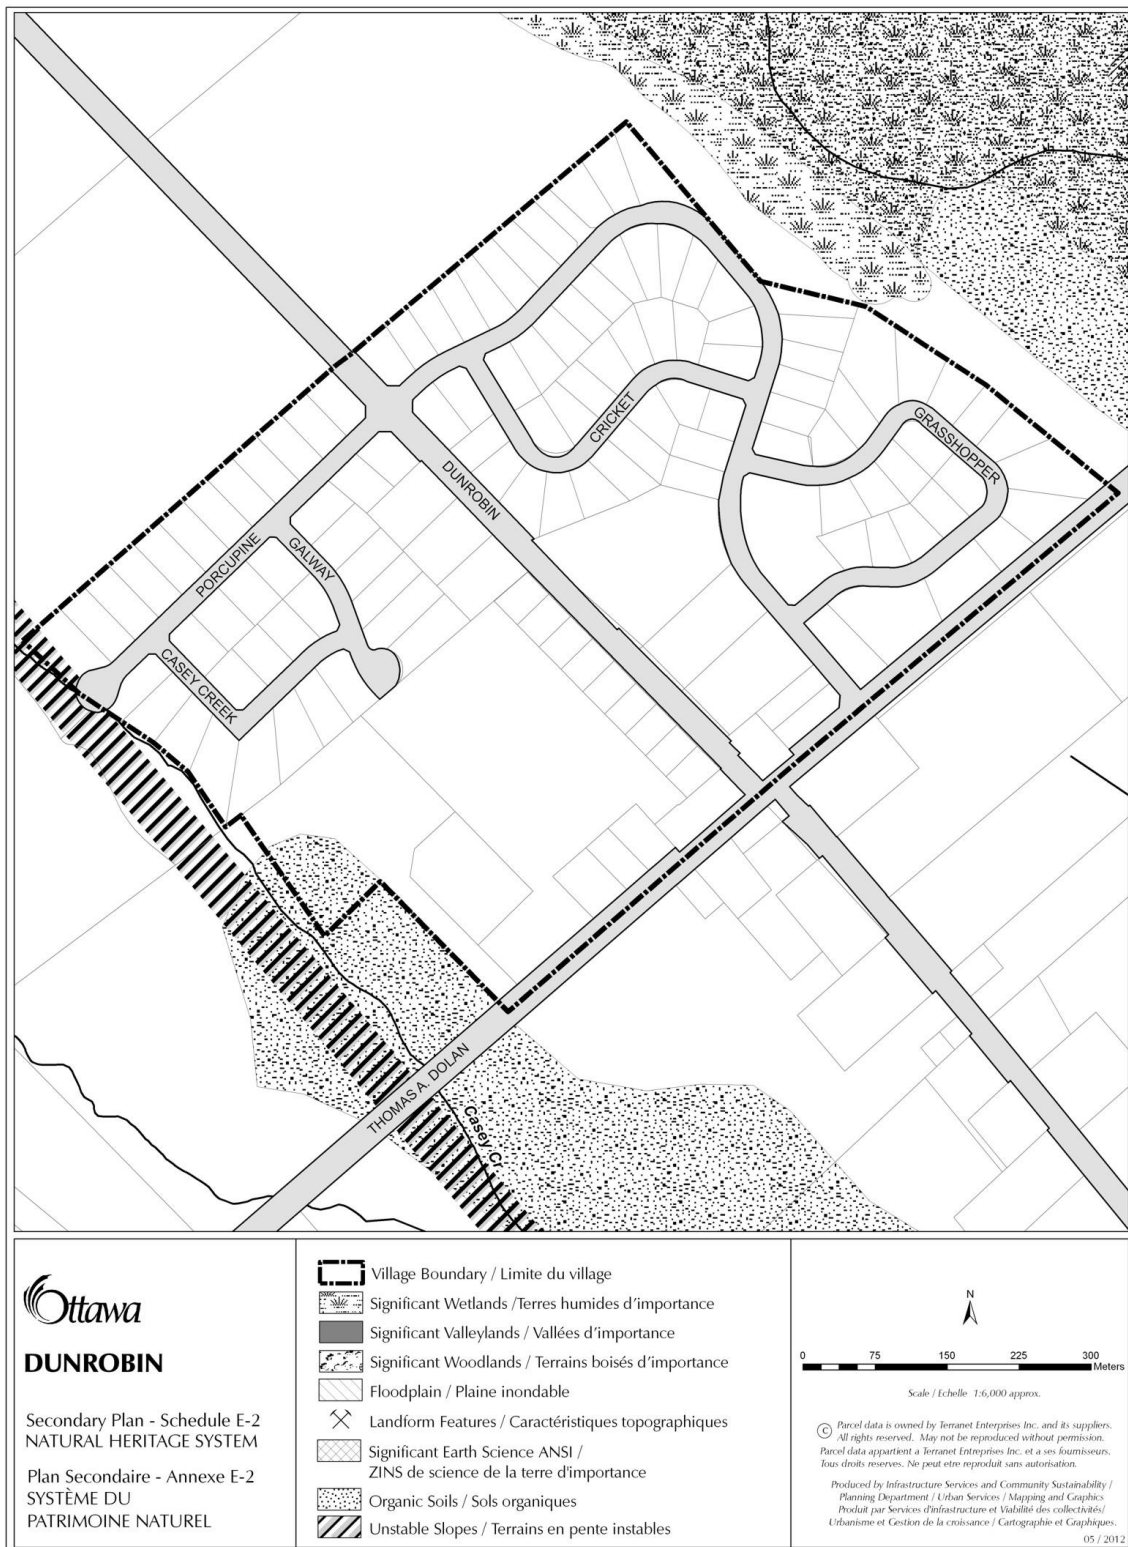 CRICKET
GRASSHOPPER
DUNROBIN
PORCUPINE
GALWAY
CASEY CREEK
THOMAS A. DOLAN
Casey Cr
Ottawa
DUNROBIN
Secondary Plan - Schedule E-2
NATURAL HERITAGE SYSTEM
Plan Secondaire - Annexe E-2
SYSTÈME DU
PATRIMOINE NATUREL
Village Boundary / Limite du village
Significant Wetlands /Terres humides d'importance
Significant Valleylands / Vallées d'importance
Significant Woodlands / Terrains boisés d'importance
Floodplain / Plaine inondable
Landform Features / Caractéristiques topographiques
Significant Earth Science ANSI /
ZINS de science de la terre d'importance
Organic Soils / Sols organiques
Unstable Slopes / Terrains en pente instables
N
0 75 150 225 300
Meters
Scale / Echelle 1:6,000 approx.
© Parcel data is owned by Teranet Enterprises Inc. and its suppliers.
All rights reserved. May not be reproduced without permission.
Parcel data appartient a Teranet Entreprises Inc. et a ses fournisseurs.
Tous droits reserves. Ne peut etre reproduit sans autorisation.
Produced by Infrastructure Services and Community Sustainability /
Planning Department / Urban Services / Mapping and Graphics
Produit par Services d'infrastructure et Viabilité des collectivités/
Urbanisme et Gestion de la croissance / Cartographie et Graphiques.
05 / 2012